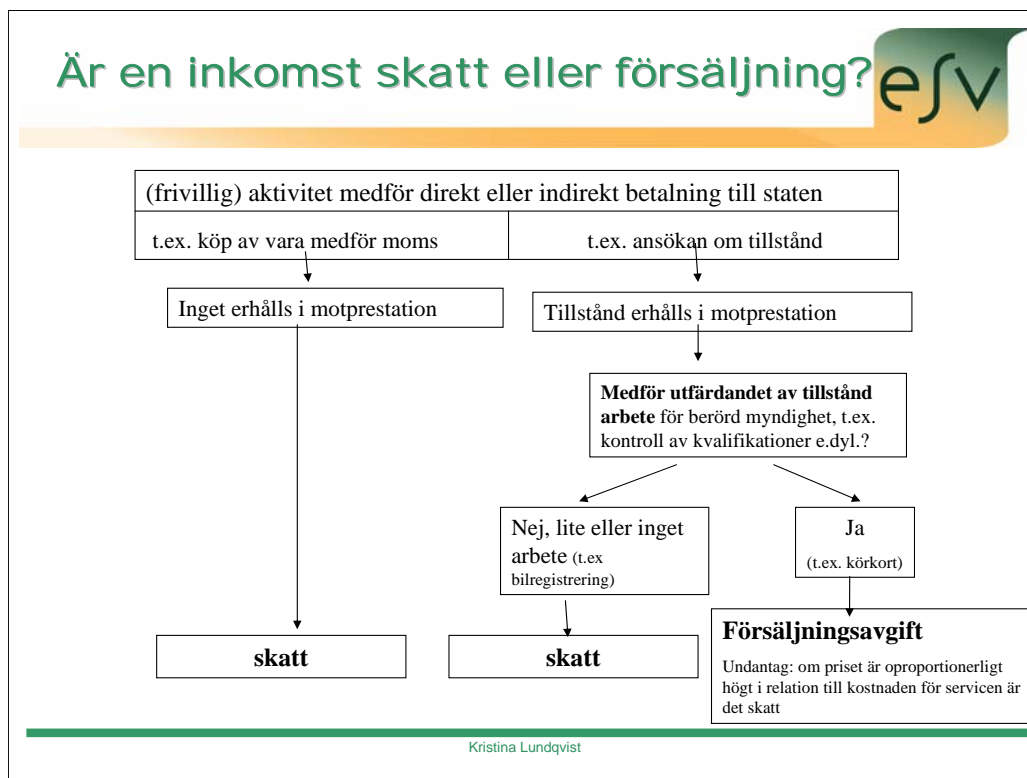 Är en inkomst skatt eller försäljning?
esv
(frivillig) aktivitet medför direkt eller indirekt betalning till staten
t.ex. köp av vara medför moms
t.ex. ansökan om tillstånd
Inget erhålls i motprestation
Tillstånd erhålls i motprestation
Medför utfärdandet av tillstånd
arbete för berörd myndighet, t.ex.
kontroll av kvalifikationer e.dyl.?
Nej, lite eller inget
arbete (t.ex
bilregistrering)
Ja
(t.ex. körkort)
skatt
skatt
Försäljningsavgift
Undantag: om priset är oproportionerligt
högt i relation till kostnaden för servicen är
det skatt
Kristina Lundqvist